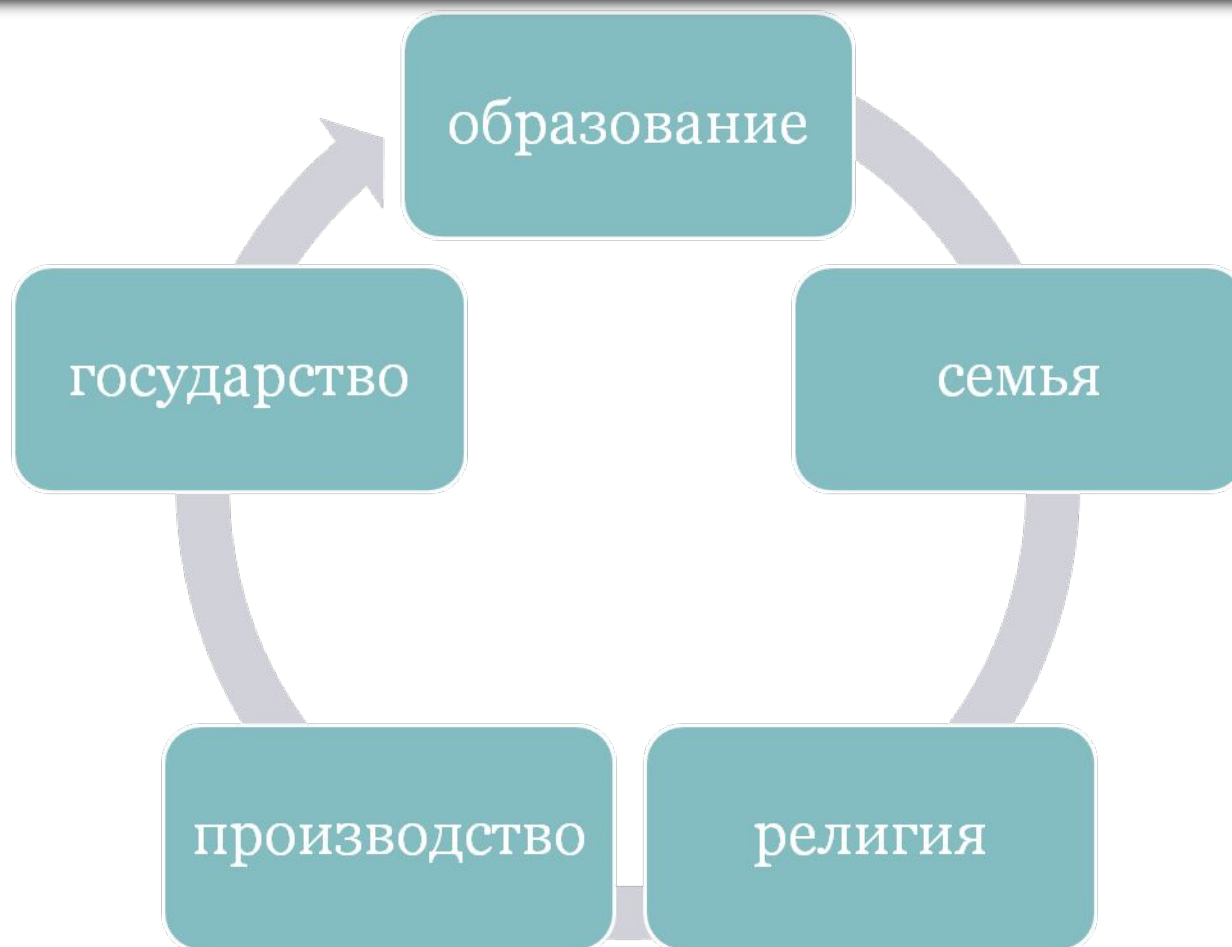 образование
семья
религия
производство
государство